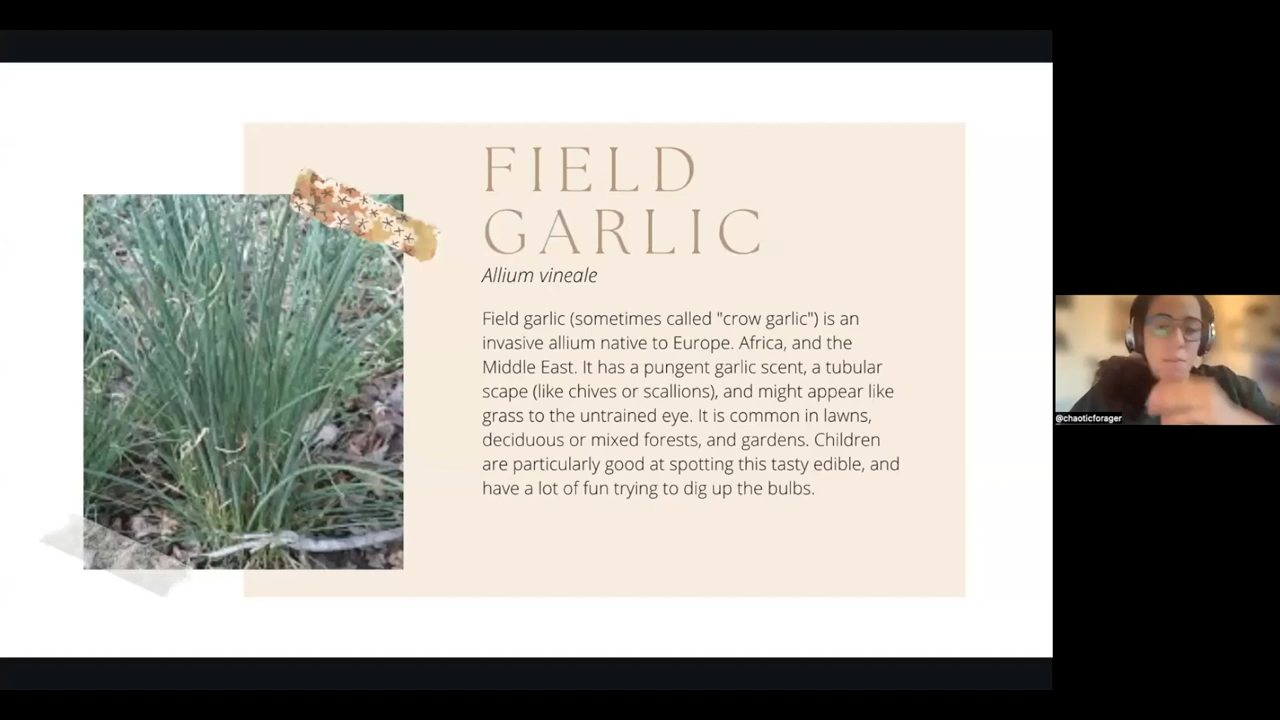 FIELD
GARLIC
Allium vineale
Field garlic (sometimes called "crow garlic") is an
invasive allium native to Europe. Africa, and the
Middle East. It has a pungent garlic scent, a tubular
scape (like chives or scallions), and might appear like
grass to the untrained eye. It is common in lawns,
deciduous or mixed forests, and gardens. Children
are particularly good at spotting this tasty edible, and
have a lot of fun trying to dig up the bulbs.
@chaoticforager